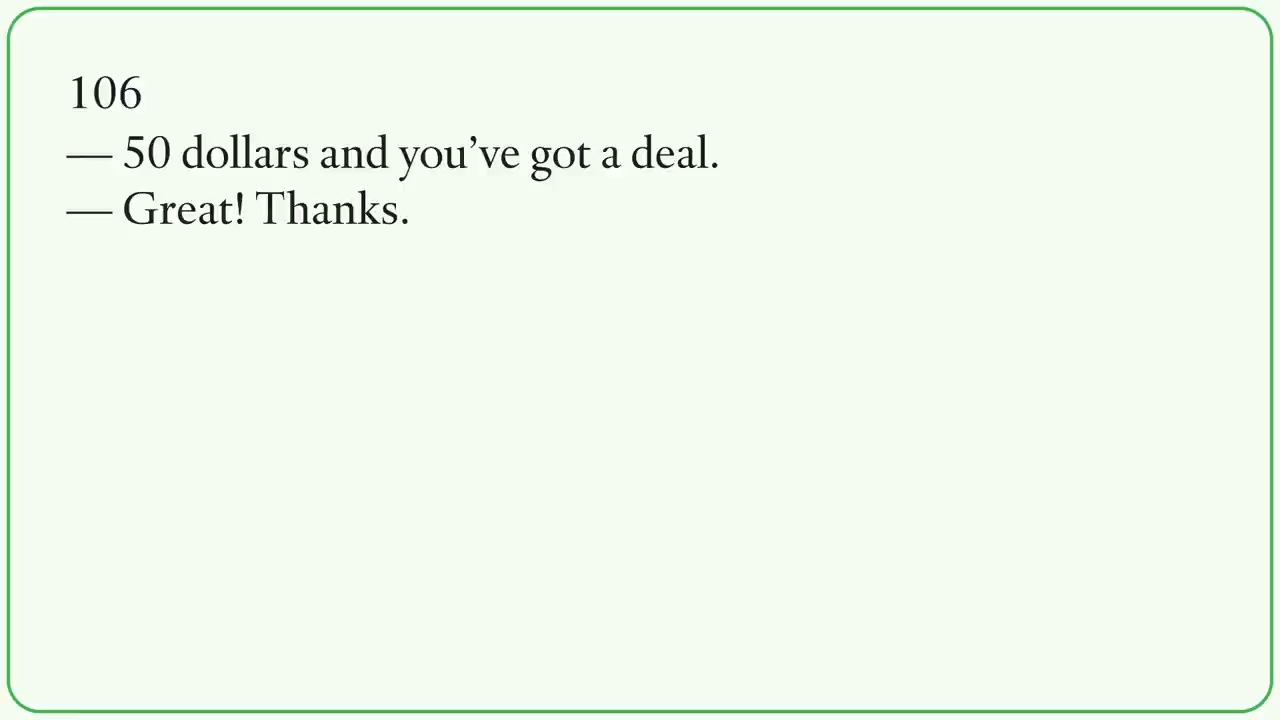 106
— 50 dollars and you’ve got a deal.
— Great! Thanks.